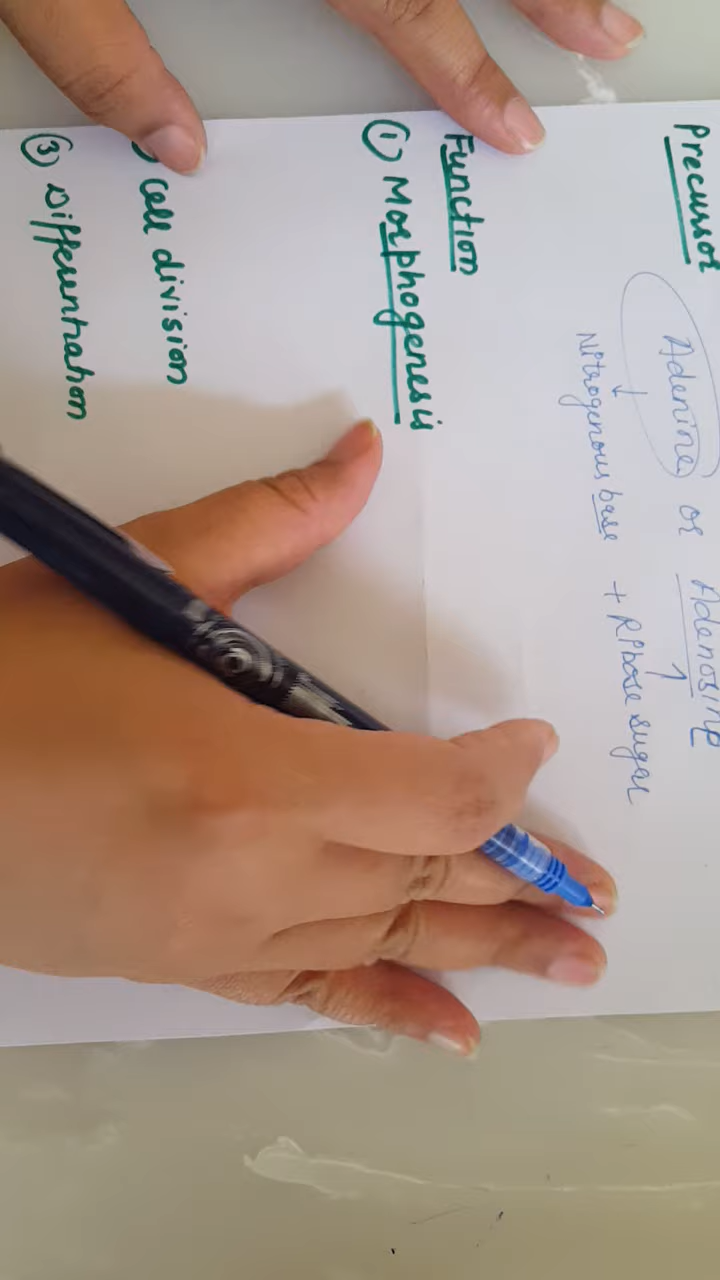 Precursor
Adenine or Adenosine
Nitrogenous base + Ribose sugar
Function
① Morphogenesis
cell division
③ Differentiation